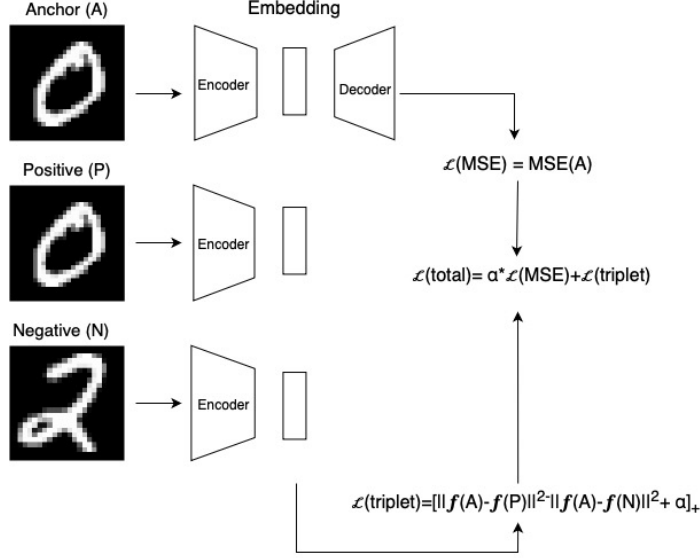 Anchor (A)
Embedding
Encoder
Decoder
ℒ(MSE) = MSE(A)
Positive (P)
Encoder
ℒ(total)= α*ℒ(MSE)+ℒ(triplet)
Negative (N)
Encoder
ℒ(triplet)=[||f(A)-f(P)||²⁻||f(A)-f(N)||²+ α]₊